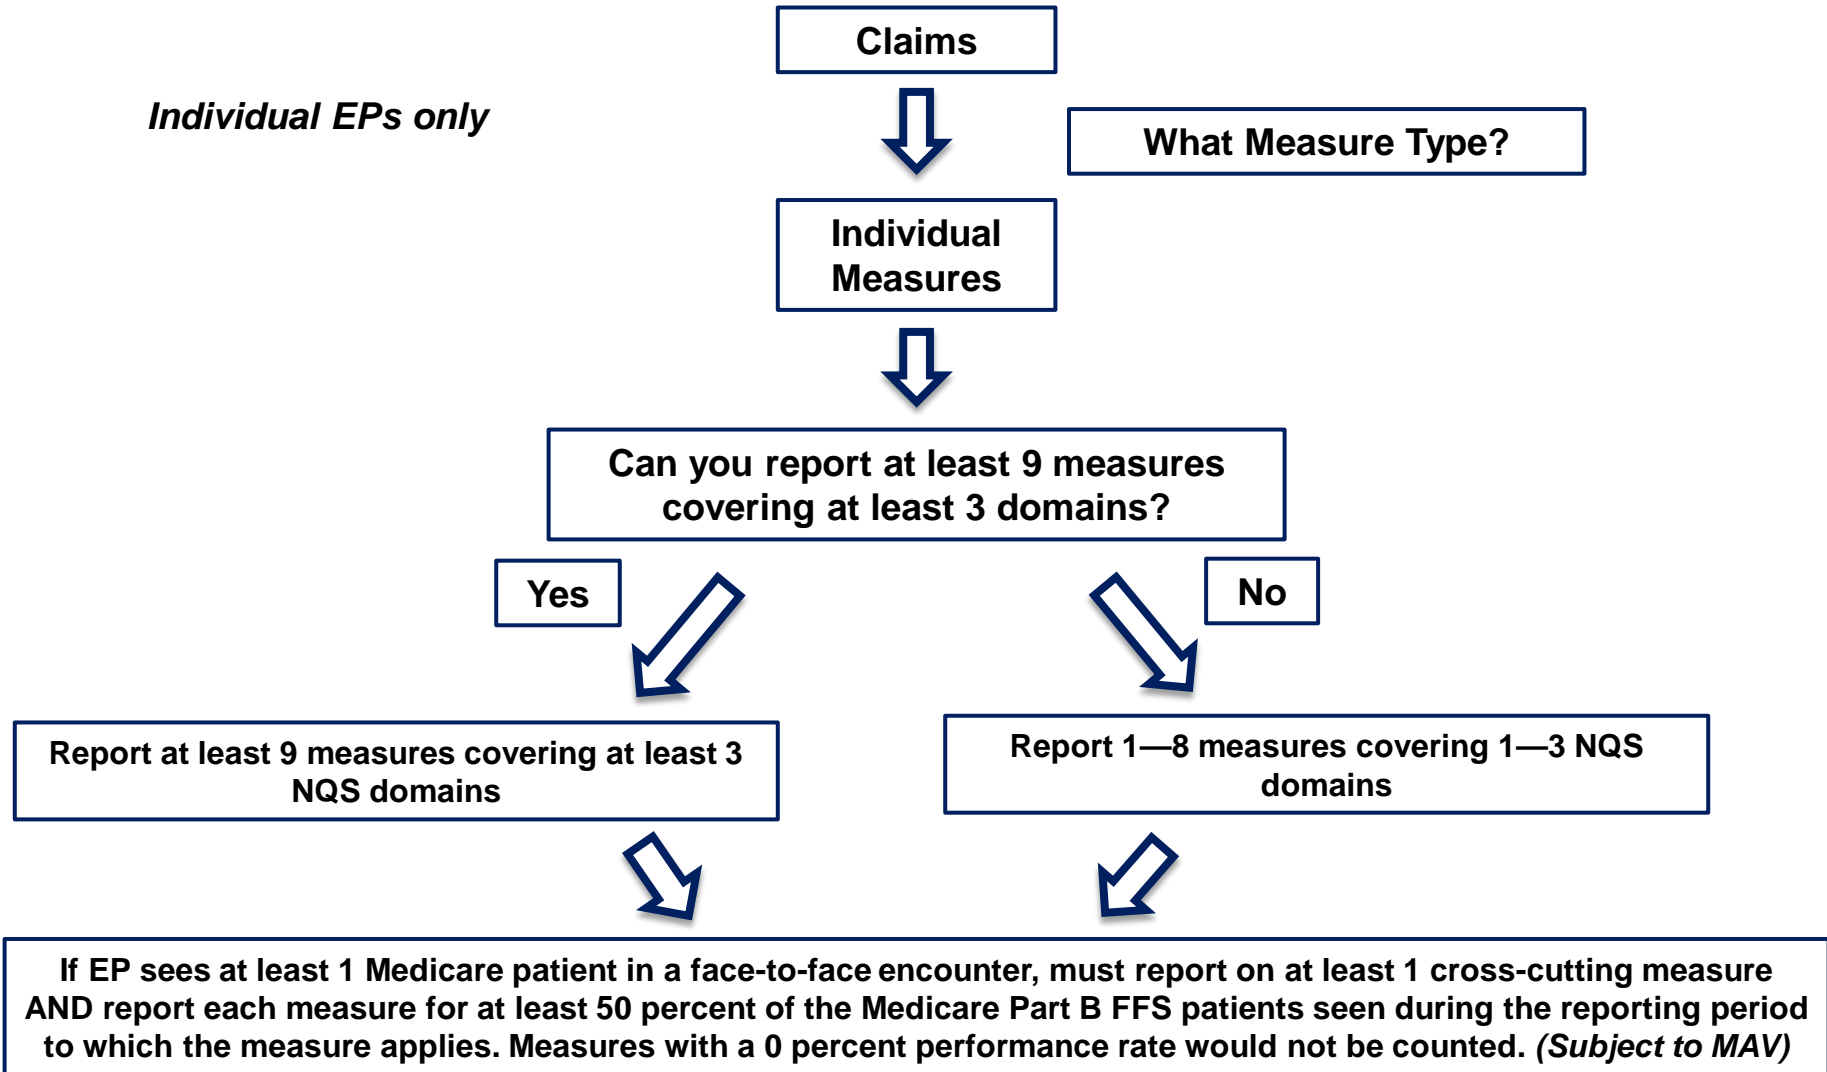 Claims
Individual EPs only
What Measure Type?
Individual
Measures
Can you report at least 9 measures
covering at least 3 domains?
Yes
No
Report at least 9 measures covering at least 3
NQS domains
Report 1—8 measures covering 1—3 NQS
domains
If EP sees at least 1 Medicare patient in a face-to-face encounter, must report on at least 1 cross-cutting measure
AND report each measure for at least 50 percent of the Medicare Part B FFS patients seen during the reporting period
to which the measure applies. Measures with a 0 percent performance rate would not be counted. (Subject to MAV)